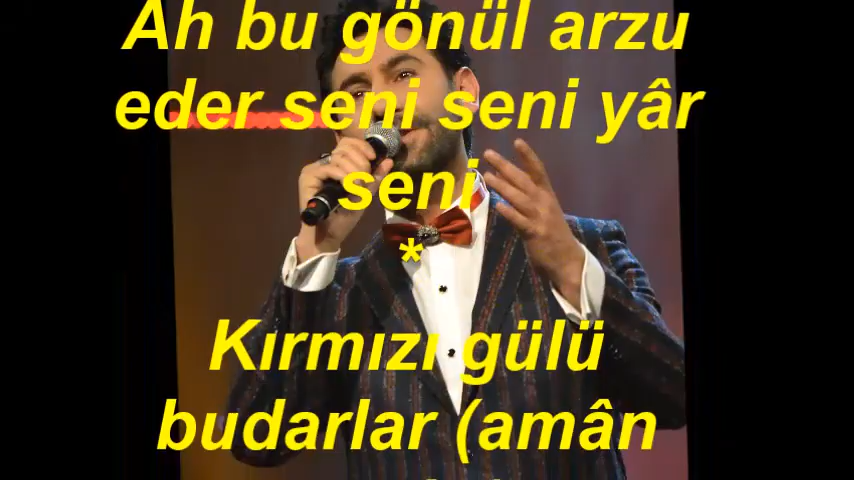 Ah bu gönül arzu
eder seni seni yâr
seni
*
Kırmızı gülü
budarlar (amân